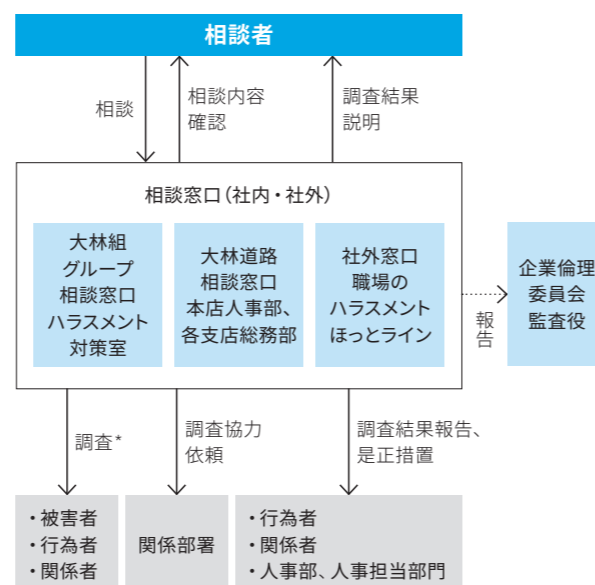 相談者
相談
相談内容
確認
調査結果
説明
相談窓口(社内・社外)
大林組
グループ
相談窓口
ハラスメント
対策室
大林道路
相談窓口
本店人事部、
各支店総務部
社外窓口
職場の
ハラスメント
ほっとライン
報告
企業倫理
委員会
監査役
調査*
調査協力
依頼
調査結果報告、
是正措置
・被害者
・行為者
・関係者
関係部署
・行為者
・関係者
・人事部、人事担当部門